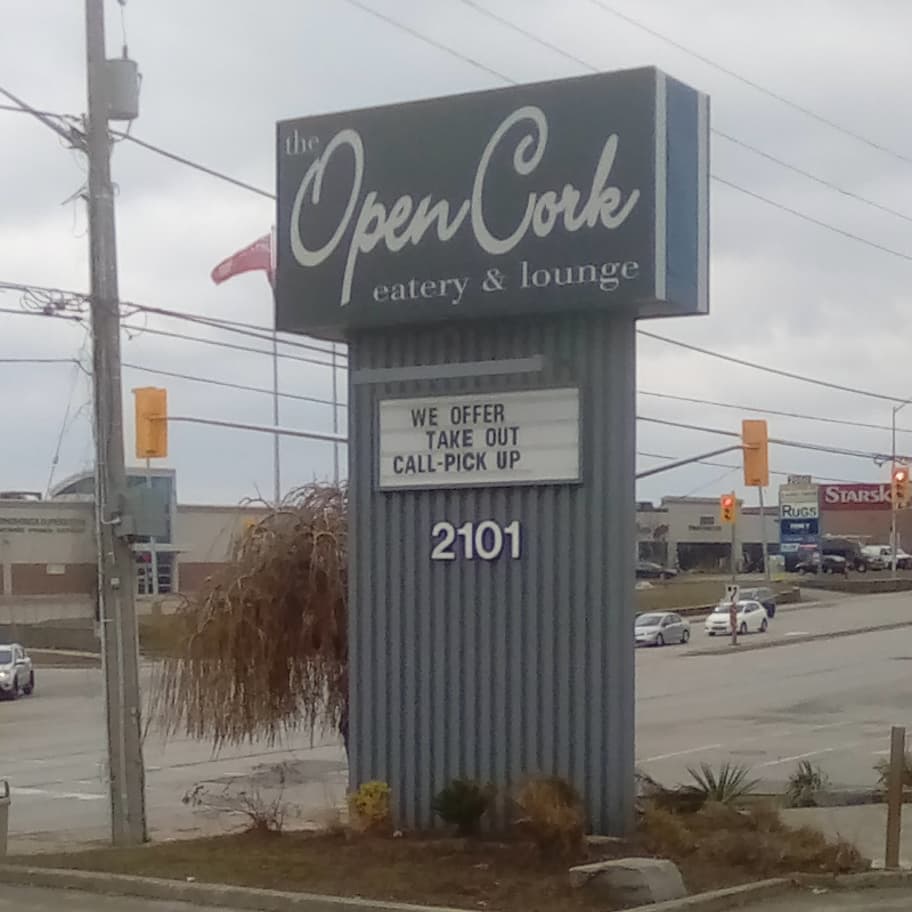 the
Open Cork
eatery & lounge
WE OFFER
TAKE OUT
CALL-PICK UP
2101
RUGS
STARSK